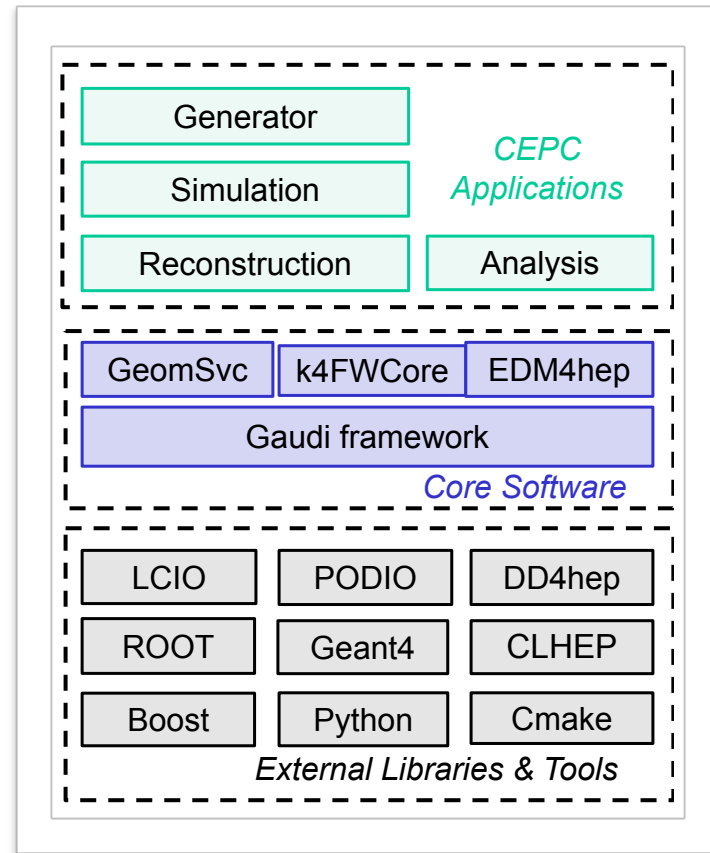 Generator
CEPC
Applications
Simulation
Reconstruction
Analysis
GeomSvc
k4FWCore
EDM4hep
Gaudi framework
Core Software
LCIO
PODIO
DD4hep
ROOT
Geant4
CLHEP
Boost
Python
Cmake
External Libraries & Tools